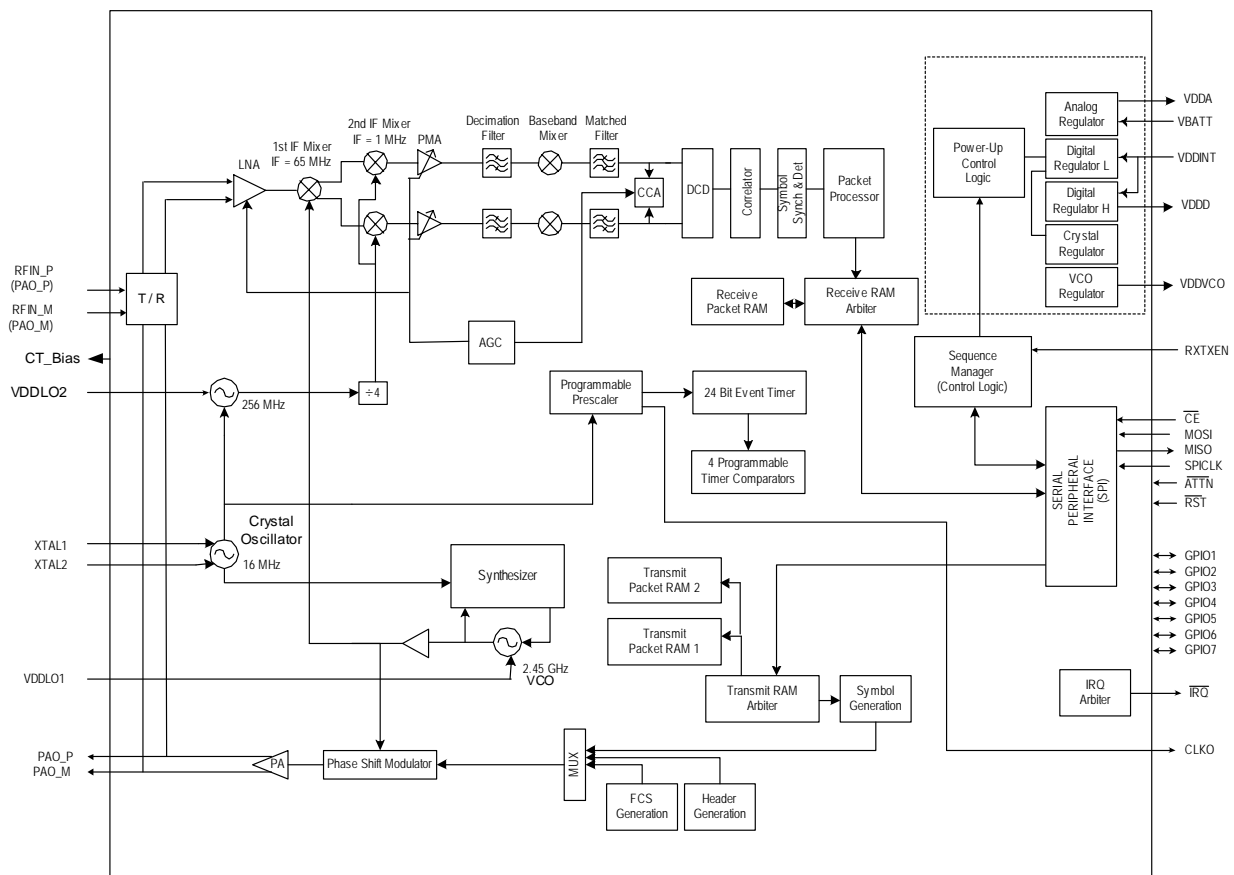 2nd IF Mixer
IF = 1 MHz
PMA
Decimation
Filter
Baseband
Mixer
Matched
Filter
1st IF Mixer
IF = 65 MHz
LNA
CCA
DCD
Correlator
Symbol
Synch & Det
Packet
Processor
Power-Up
Control
Logic
Analog
Regulator
Digital
Regulator L
Digital
Regulator H
Crystal
Regulator
VCO
Regulator
VDDA
VBATT
VDDINT
VDDD
VDDVCO
RFIN_P
(PAO_P)
RFIN_M
(PAO_M)
T / R
CT_Bias
Receive
Packet RAM
Receive RAM
Arbiter
AGC
Sequence
Manager
(Control Logic)
RXTXEN
VDDLO2
256 MHz
÷4
Programmable
Prescaler
24 Bit Event Timer
4 Programmable
Timer Comparators
SERIAL
PERIPHERAL
INTERFACE
(SPI)
CE
MOSI
MISO
SPICLK
ATTN
RST
Crystal
Oscillator
XTAL1
XTAL2
16 MHz
Synthesizer
GPIO1
GPIO2
GPIO3
GPIO4
GPIO5
GPIO6
GPIO7
Transmit
Packet RAM 2
Transmit
Packet RAM 1
2.45 GHz
VCO
VDDLO1
Transmit RAM
Arbiter
Symbol
Generation
IRQ
Arbiter
IRQ
PAO_P
PAO_M
PA
Phase Shift Modulator
MUX
FCS
Generation
Header
Generation
CLKO